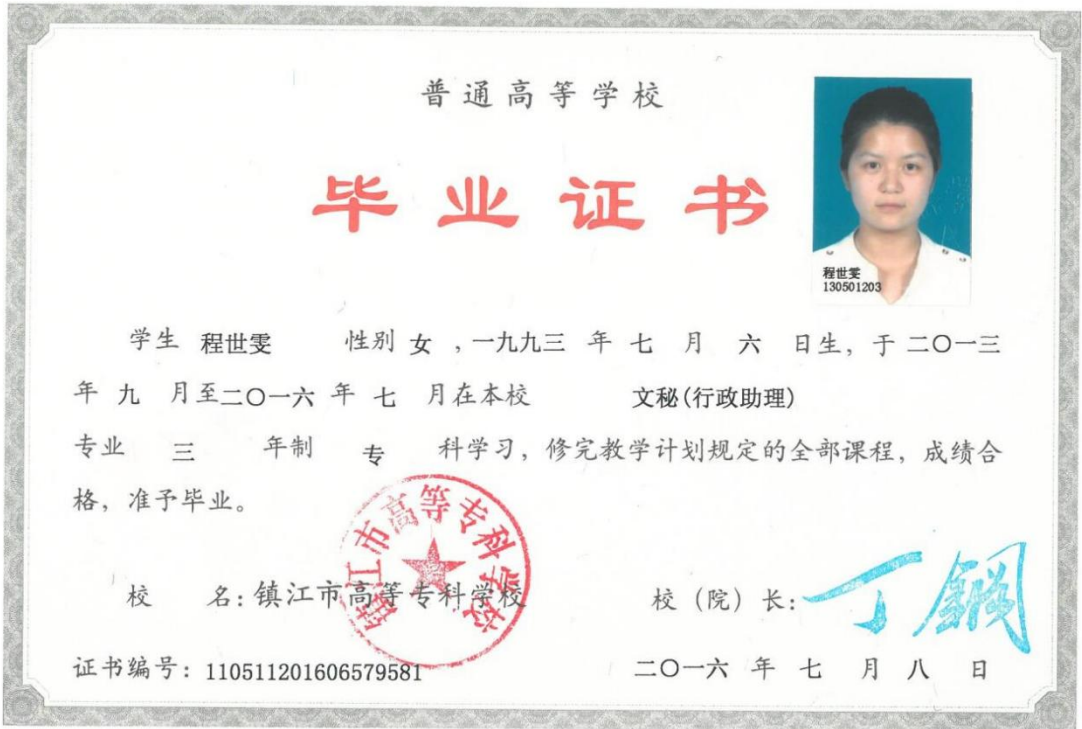 普通高等学校
毕业证书
程世雯
130501203
学生 程世雯 性别 女 ，一九九三 年 七 月 六 日生，于 二〇一三
年 九 月至二〇一六 年 七 月在本校 文秘(行政助理)
专业 三 年制 专 科学习，修完教学计划规定的全部课程，成绩合
格，准予毕业。
镇江市高等专科学校
校 名：镇江市高等专科学校 校（院）长：丁钢
证书编号：110511201606579581 二〇一六 年 七 月 八 日